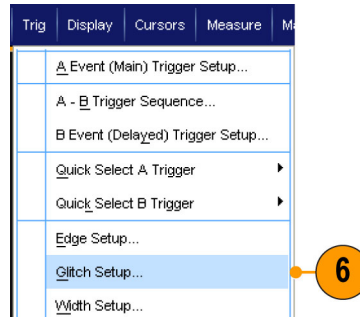 Trig Display Cursors Measure
A Event (Main) Trigger Setup...
A - B Trigger Sequence...
B Event (Delayed) Trigger Setup...
Quick Select A Trigger
Quick Select B Trigger
Edge Setup...
Glitch Setup...
6
Width Setup...